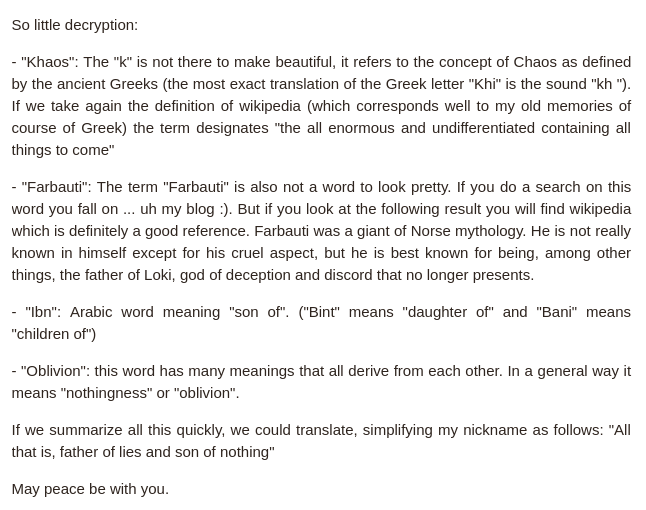 So little decryption:
- "Khaos": The "k" is not there to make beautiful, it refers to the concept of Chaos as defined
by the ancient Greeks (the most exact translation of the Greek letter "Khi" is the sound "kh ").
If we take again the definition of wikipedia (which corresponds well to my old memories of
course of Greek) the term designates "the all enormous and undifferentiated containing all
things to come"
- "Farbauti": The term "Farbauti" is also not a word to look pretty. If you do a search on this
word you fall on ... uh my blog :). But if you look at the following result you will find wikipedia
which is definitely a good reference. Farbauti was a giant of Norse mythology. He is not really
known in himself except for his cruel aspect, but he is best known for being, among other
things, the father of Loki, god of deception and discord that no longer presents.
- "Ibn": Arabic word meaning "son of". ("Bint" means "daughter of" and "Bani" means
"children of")
- "Oblivion": this word has many meanings that all derive from each other. In a general way it
means "nothingness" or "oblivion".
If we summarize all this quickly, we could translate, simplifying my nickname as follows: "All
that is, father of lies and son of nothing"
May peace be with you.